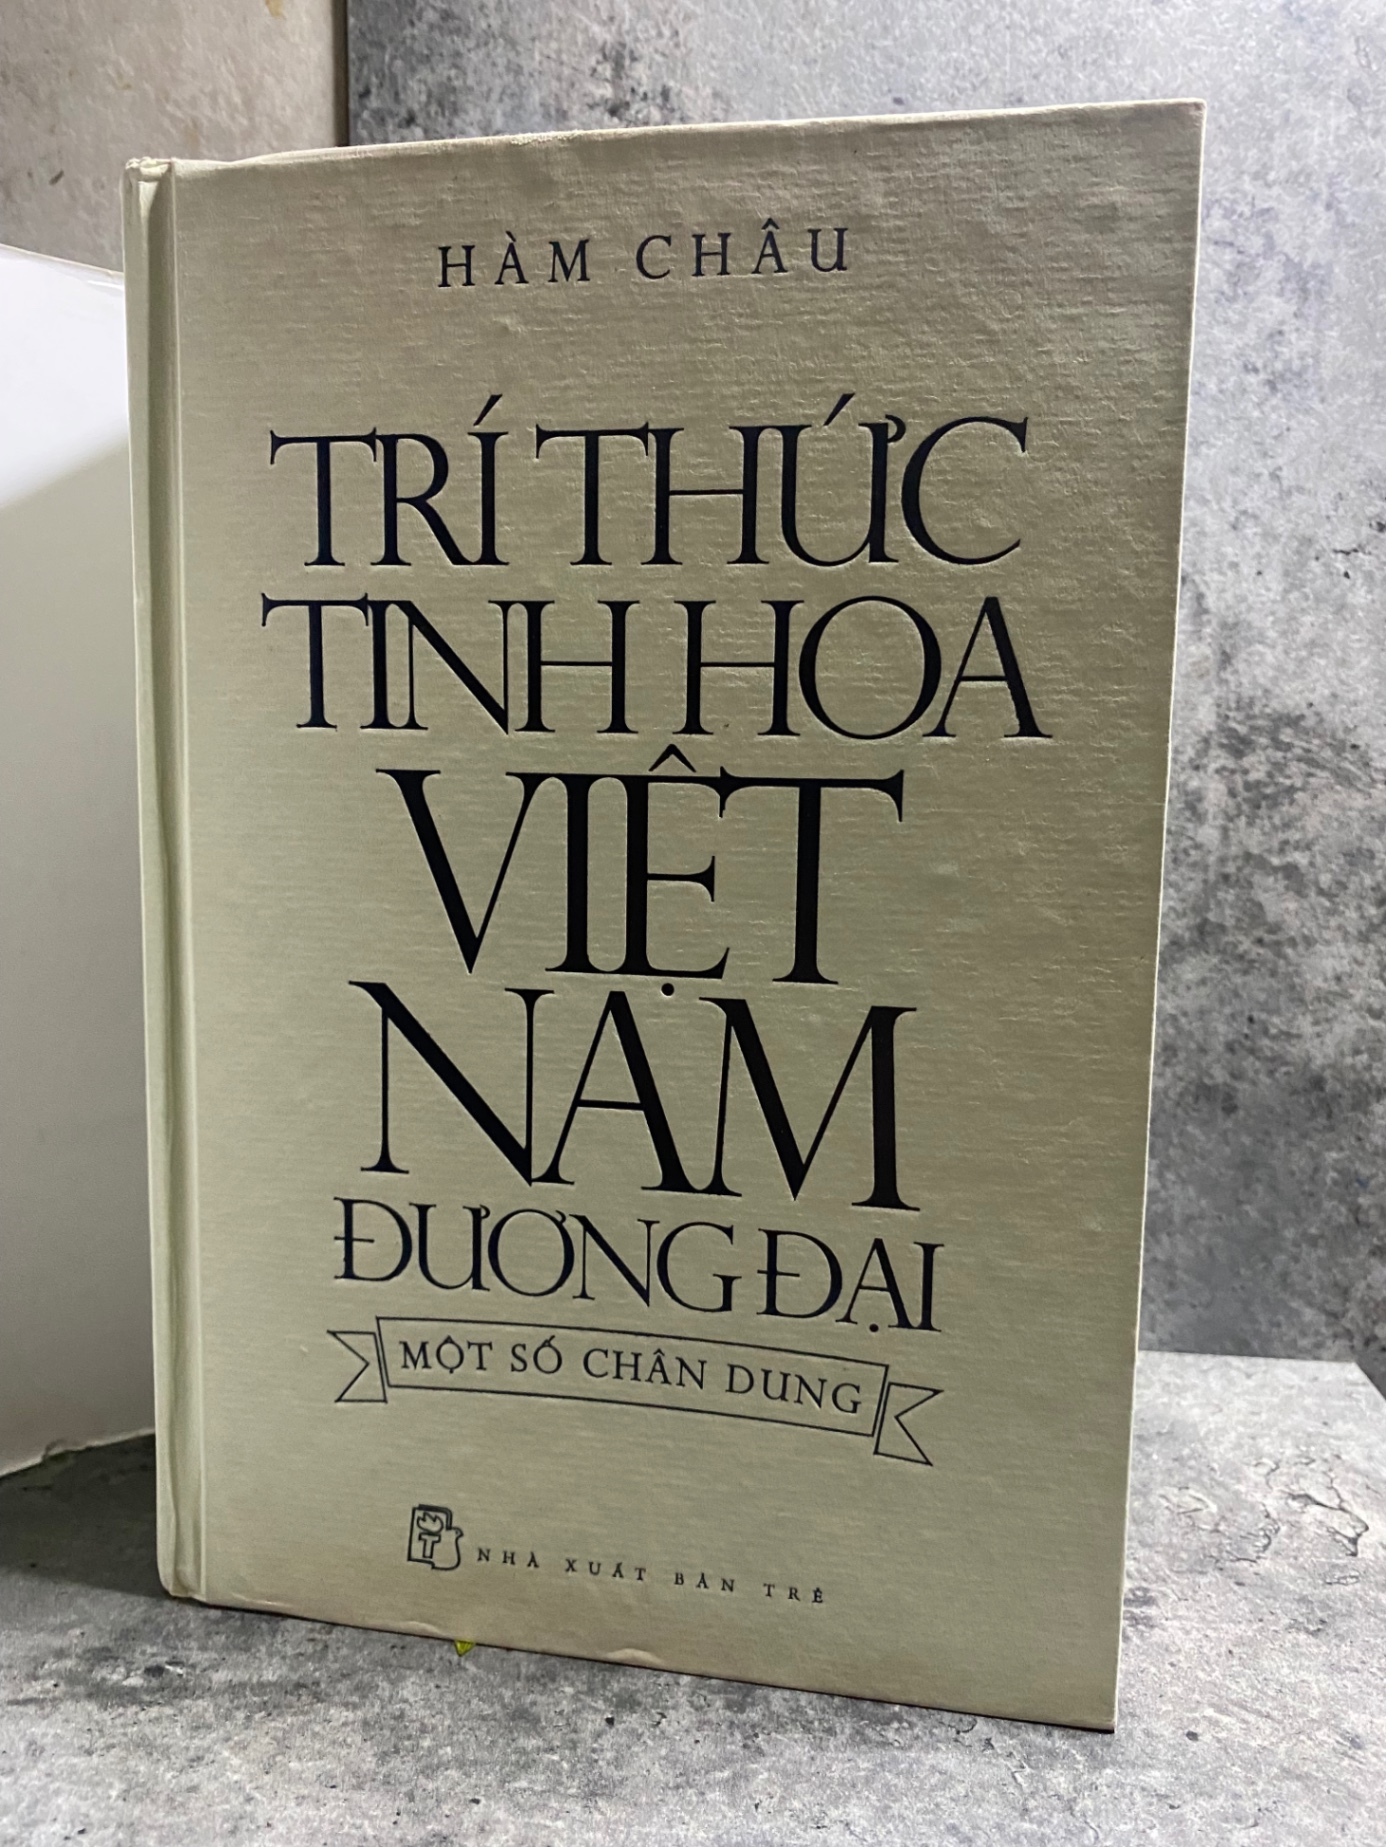 HÀM CHÂU
TRÍ THỨC
TINH HOA
VIỆT
NAM
ĐƯƠNG ĐẠI
MỘT SỐ CHÂN DUNG
T
NHÀ XUẤT BẢN TRẺ